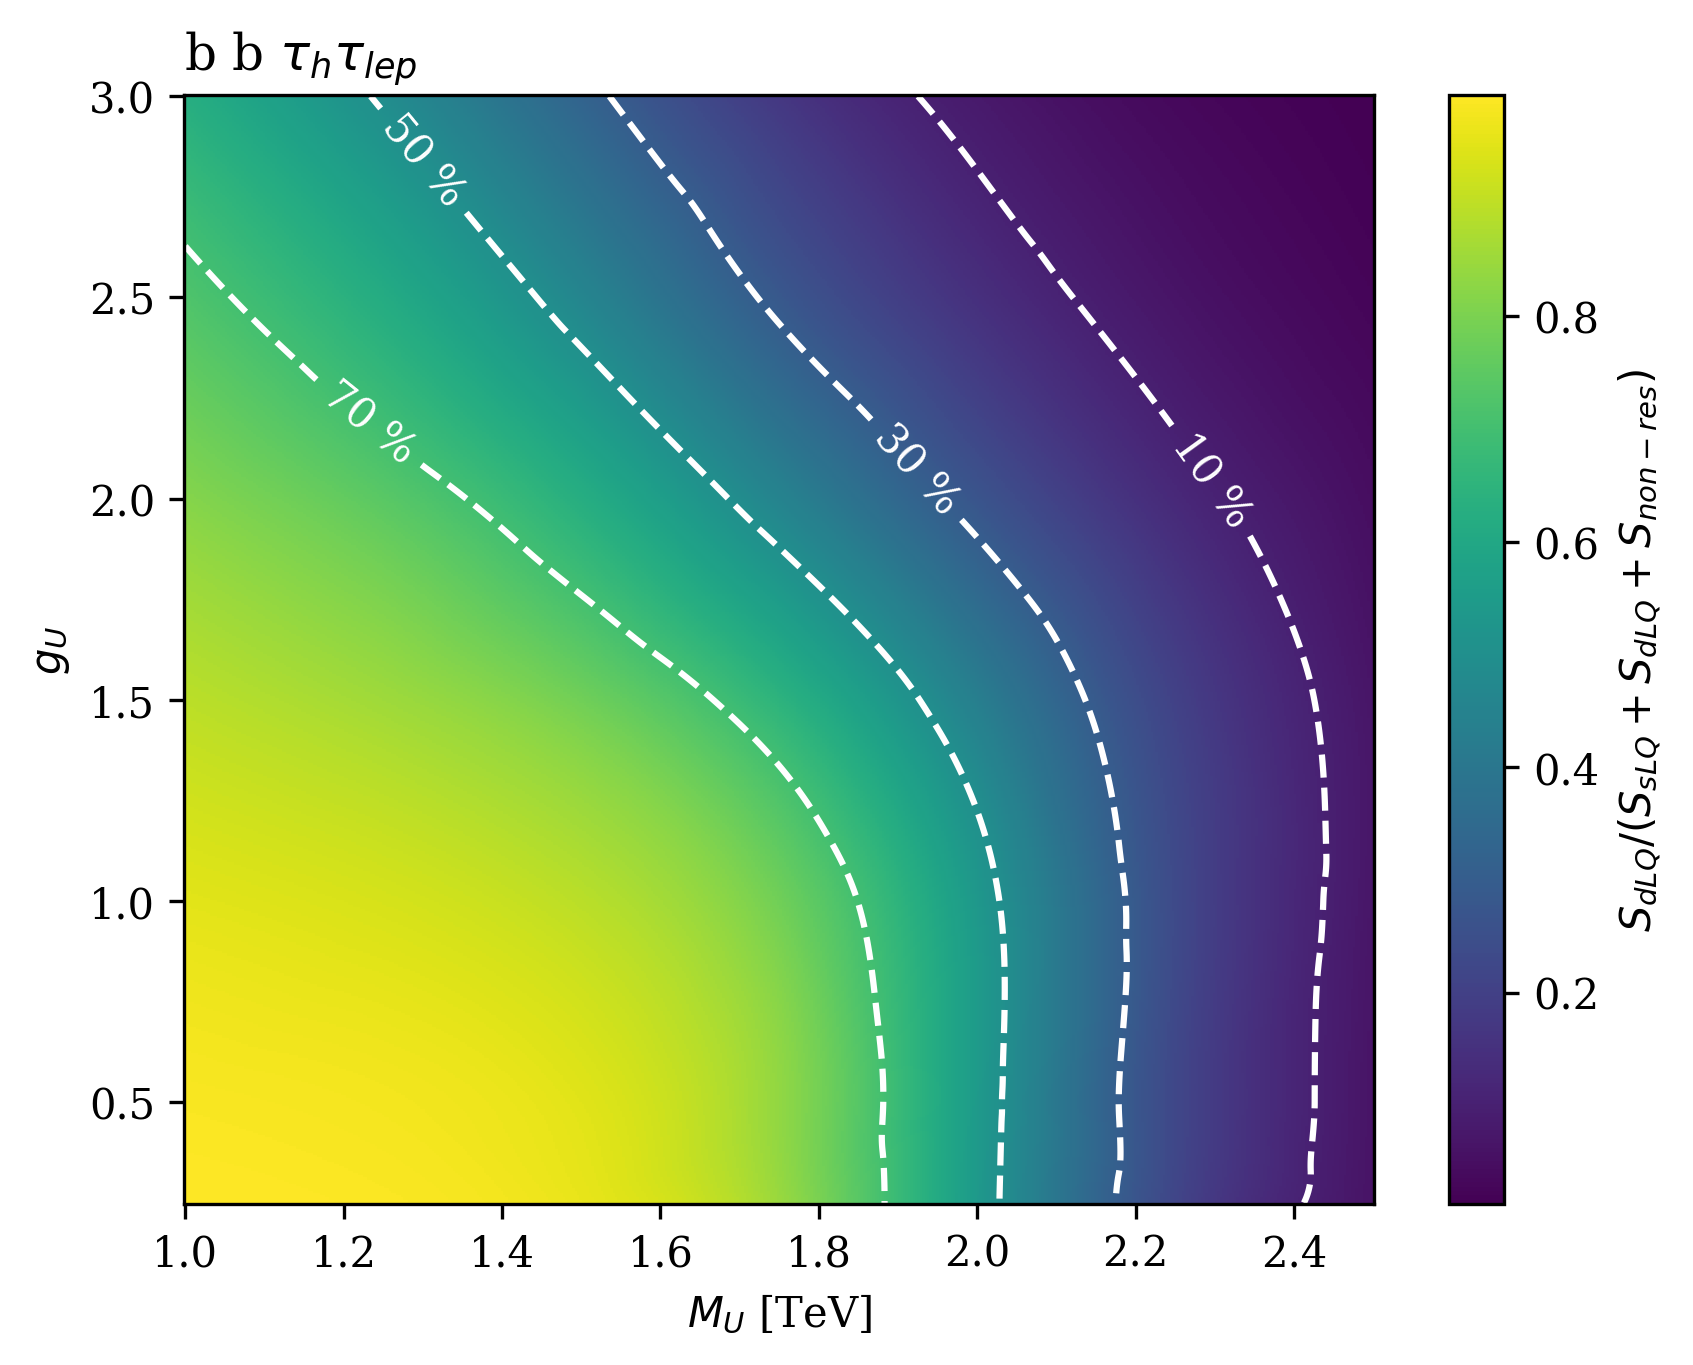 b b τ_h τ_lep
3.0
2.5
2.0
1.5
1.0
0.5
g_U
50 %
70 %
30 %
10 %
1.0 1.2 1.4 1.6 1.8 2.0 2.2 2.4
M_U [TeV]
0.8
0.6
0.4
0.2
S_dLQ/(S_sLQ + S_dLQ + S_non−res)